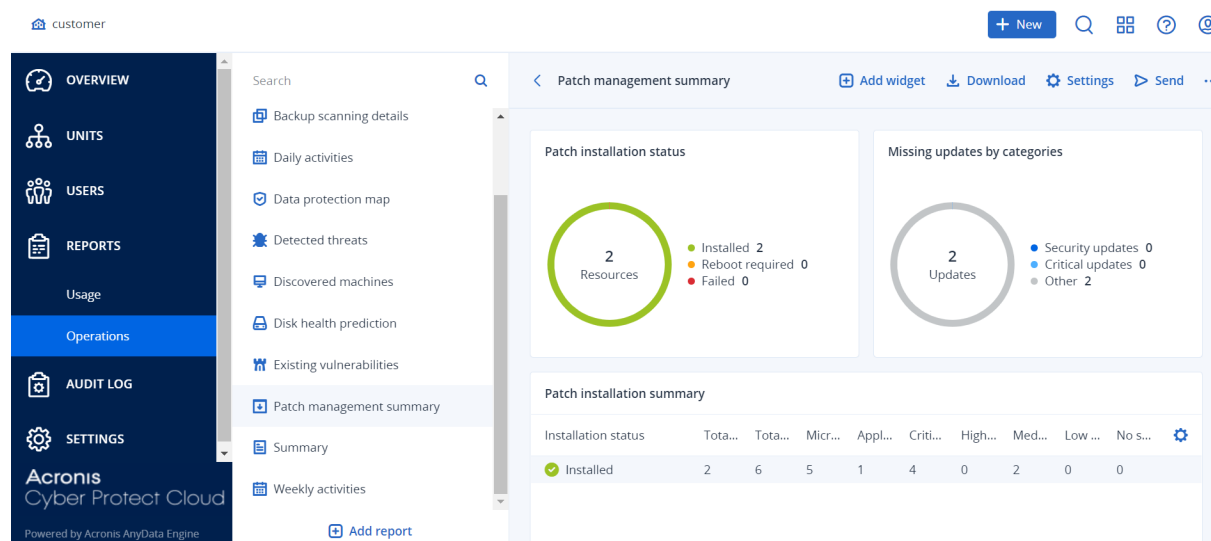 customer
New
OVERVIEW
UNITS
USERS
REPORTS
Usage
Operations
AUDIT LOG
SETTINGS
Acronis
Cyber Protect Cloud
Powered by Acronis AnyData Engine
Search
Backup scanning details
Daily activities
Data protection map
Detected threats
Discovered machines
Disk health prediction
Existing vulnerabilities
Patch management summary
Summary
Weekly activities
Add report
Patch management summary
Add widget
Download
Settings
Send
Patch installation status
2
Resources
Installed 2
Reboot required 0
Failed 0
Missing updates by categories
2
Updates
Security updates 0
Critical updates 0
Other 2
Patch installation summary
Installation status Tota... Tota... Micr... Appl... Criti... High... Med... Low ... No s...
Installed 2 6 5 1 4 0 2 0 0